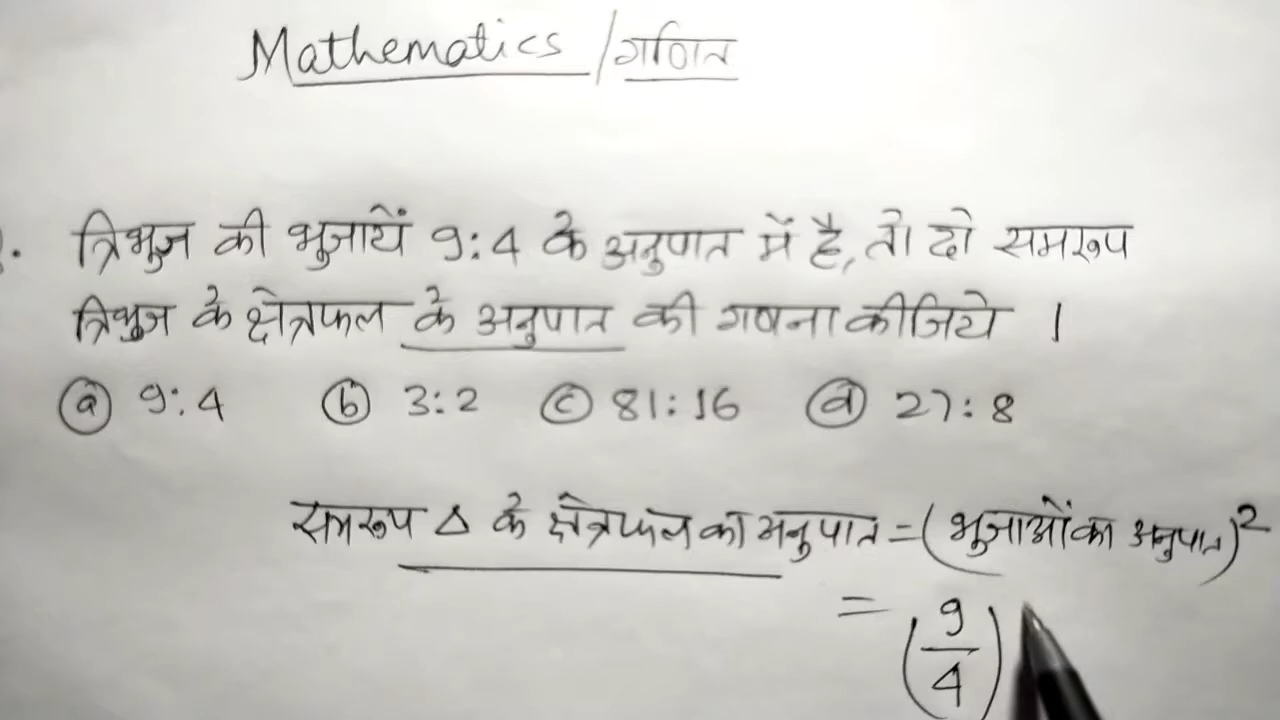 Mathematics / गणित
त्रिभुज की भुजायें 9:4 के अनुपात में है, तो दो समरूप
त्रिभुज के क्षेत्रफल के अनुपात की गणना कीजिये ।
(a) 9:4 (b) 3:2 (c) 81:16 (d) 27:8
समरूप Δ के क्षेत्रफल का अनुपात = (भुजाओं का अनुपात)²
= (9/4)